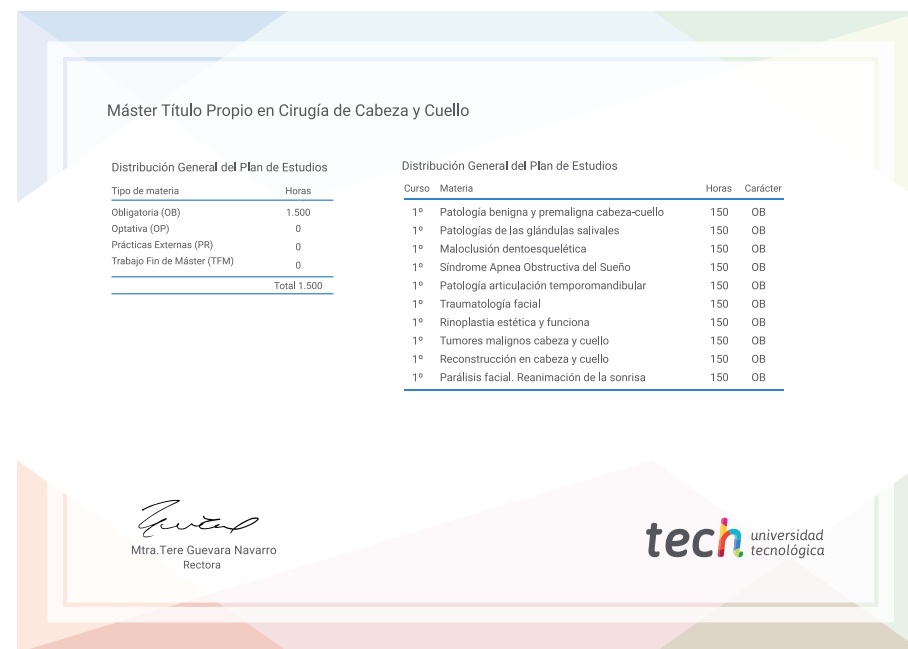 Máster Título Propio en Cirugía de Cabeza y Cuello
Distribución General del Plan de Estudios
Tipo de materia Horas
Obligatoria (OB) 1.500
Optativa (OP) 0
Prácticas Externas (PR) 0
Trabajo Fin de Máster (TFM) 0
Total 1.500
Distribución General del Plan de Estudios
Curso Materia Horas Carácter
1º Patología benigna y premaligna cabeza-cuello 150 OB
1º Patologías de las glándulas salivales 150 OB
1º Maloclusión dentoesquelética 150 OB
1º Síndrome Apnea Obstructiva del Sueño 150 OB
1º Patología articulación temporomandibular 150 OB
1º Traumatología facial 150 OB
1º Rinoplastia estética y funciona 150 OB
1º Tumores malignos cabeza y cuello 150 OB
1º Reconstrucción en cabeza y cuello 150 OB
1º Parálisis facial. Reanimación de la sonrisa 150 OB
Mtra.Tere Guevara Navarro
Rectora
tech universidad
tecnológica